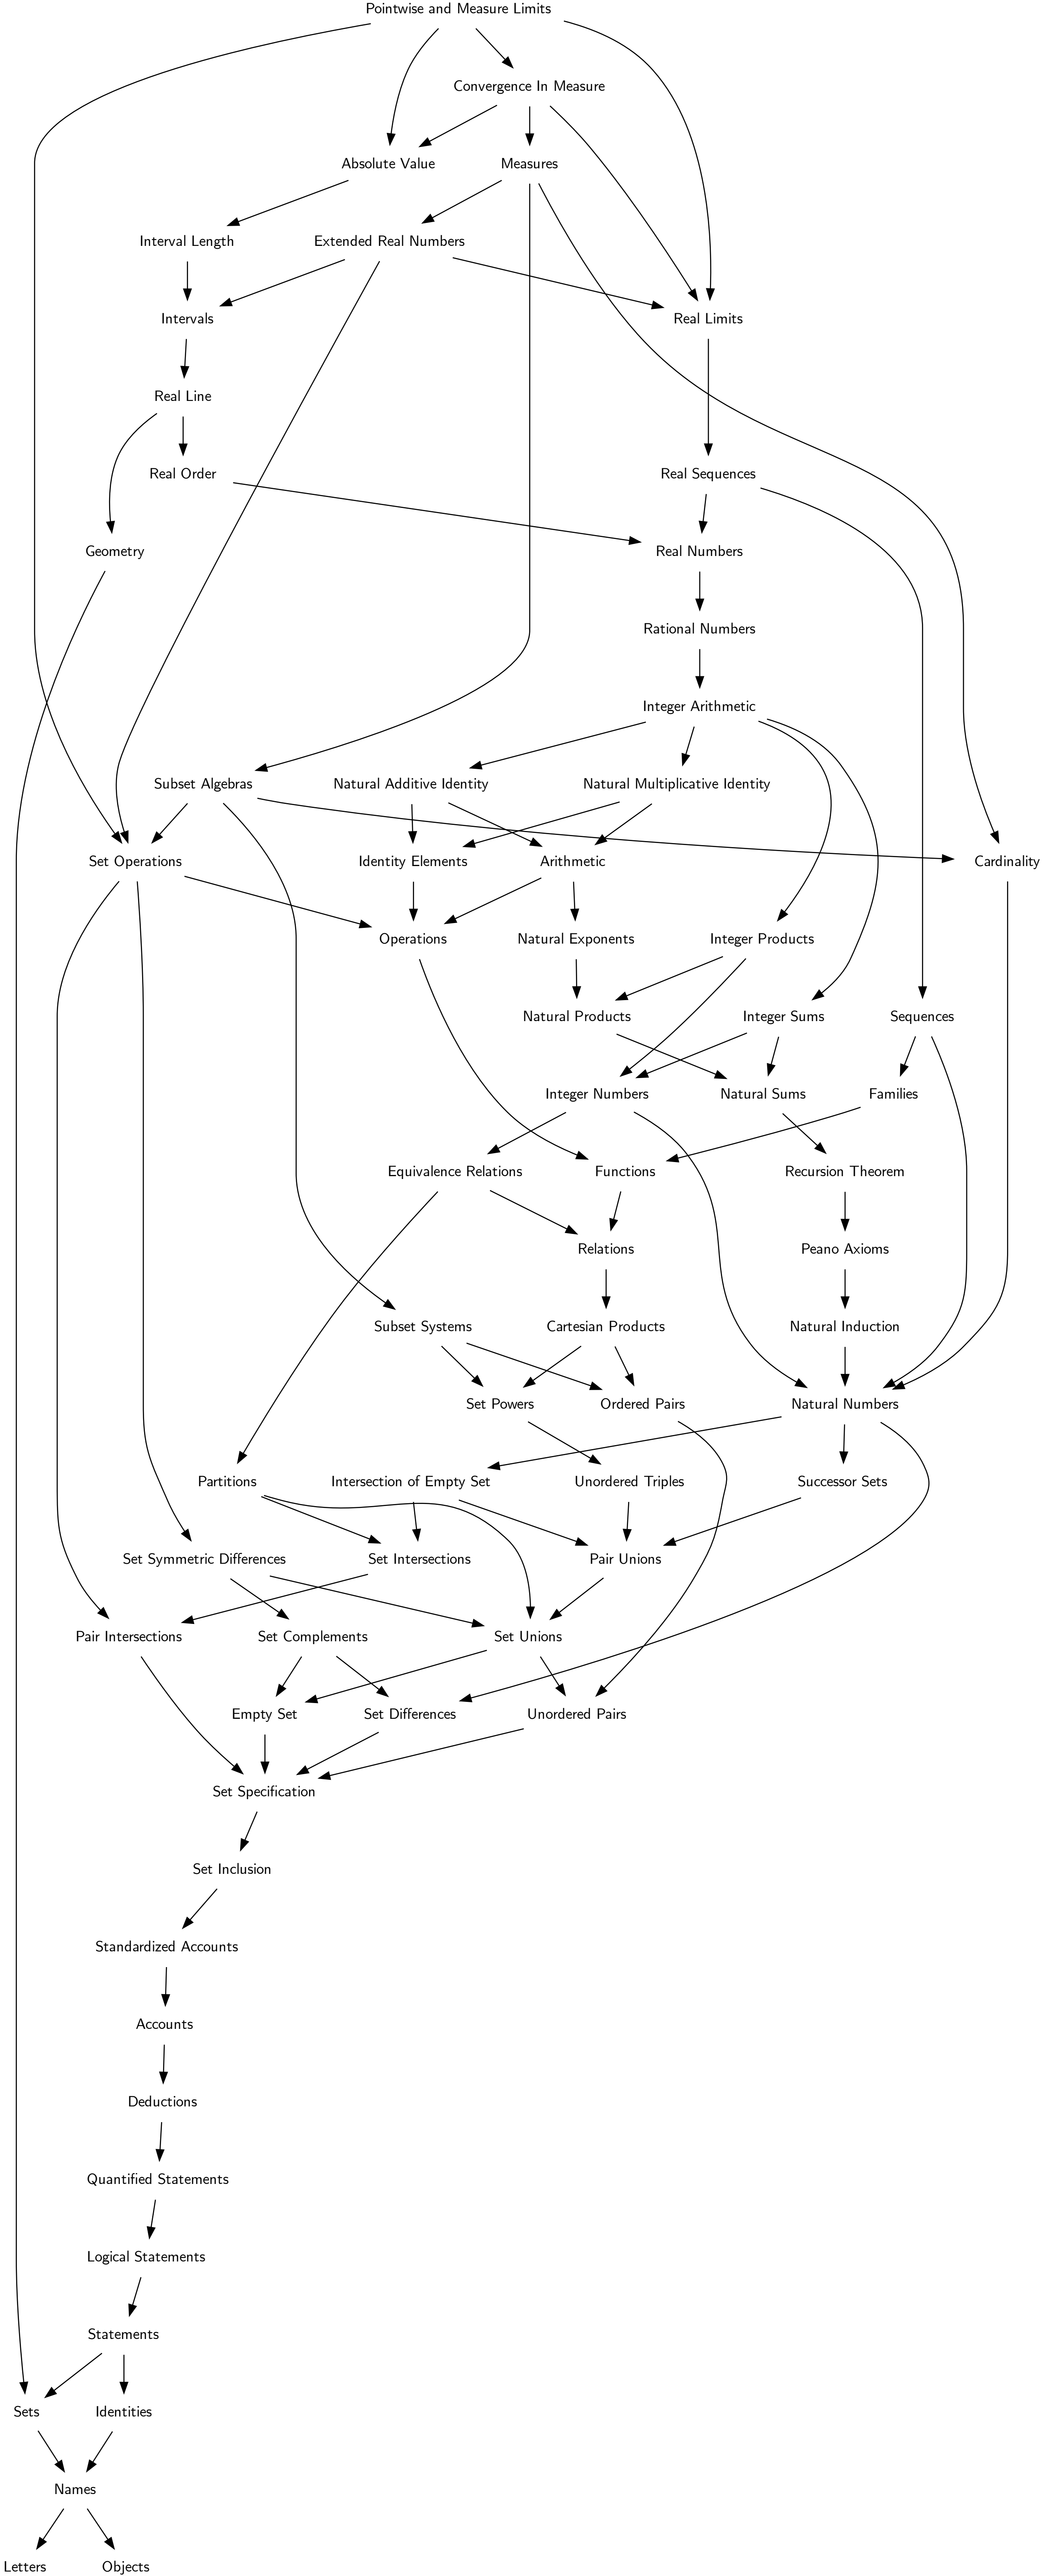 Pointwise and Measure Limits
Convergence In Measure
Absolute Value
Measures
Interval Length
Extended Real Numbers
Intervals
Real Limits
Real Line
Real Order
Real Sequences
Geometry
Real Numbers
Rational Numbers
Integer Arithmetic
Subset Algebras
Natural Additive Identity
Natural Multiplicative Identity
Set Operations
Identity Elements
Arithmetic
Cardinality
Operations
Natural Exponents
Integer Products
Natural Products
Integer Sums
Sequences
Integer Numbers
Natural Sums
Families
Equivalence Relations
Functions
Recursion Theorem
Relations
Peano Axioms
Subset Systems
Cartesian Products
Natural Induction
Set Powers
Ordered Pairs
Natural Numbers
Partitions
Intersection of Empty Set
Unordered Triples
Successor Sets
Set Symmetric Differences
Set Intersections
Pair Unions
Pair Intersections
Set Complements
Set Unions
Empty Set
Set Differences
Unordered Pairs
Set Specification
Set Inclusion
Standardized Accounts
Accounts
Deductions
Quantified Statements
Logical Statements
Statements
Sets
Identities
Names
Letters
Objects